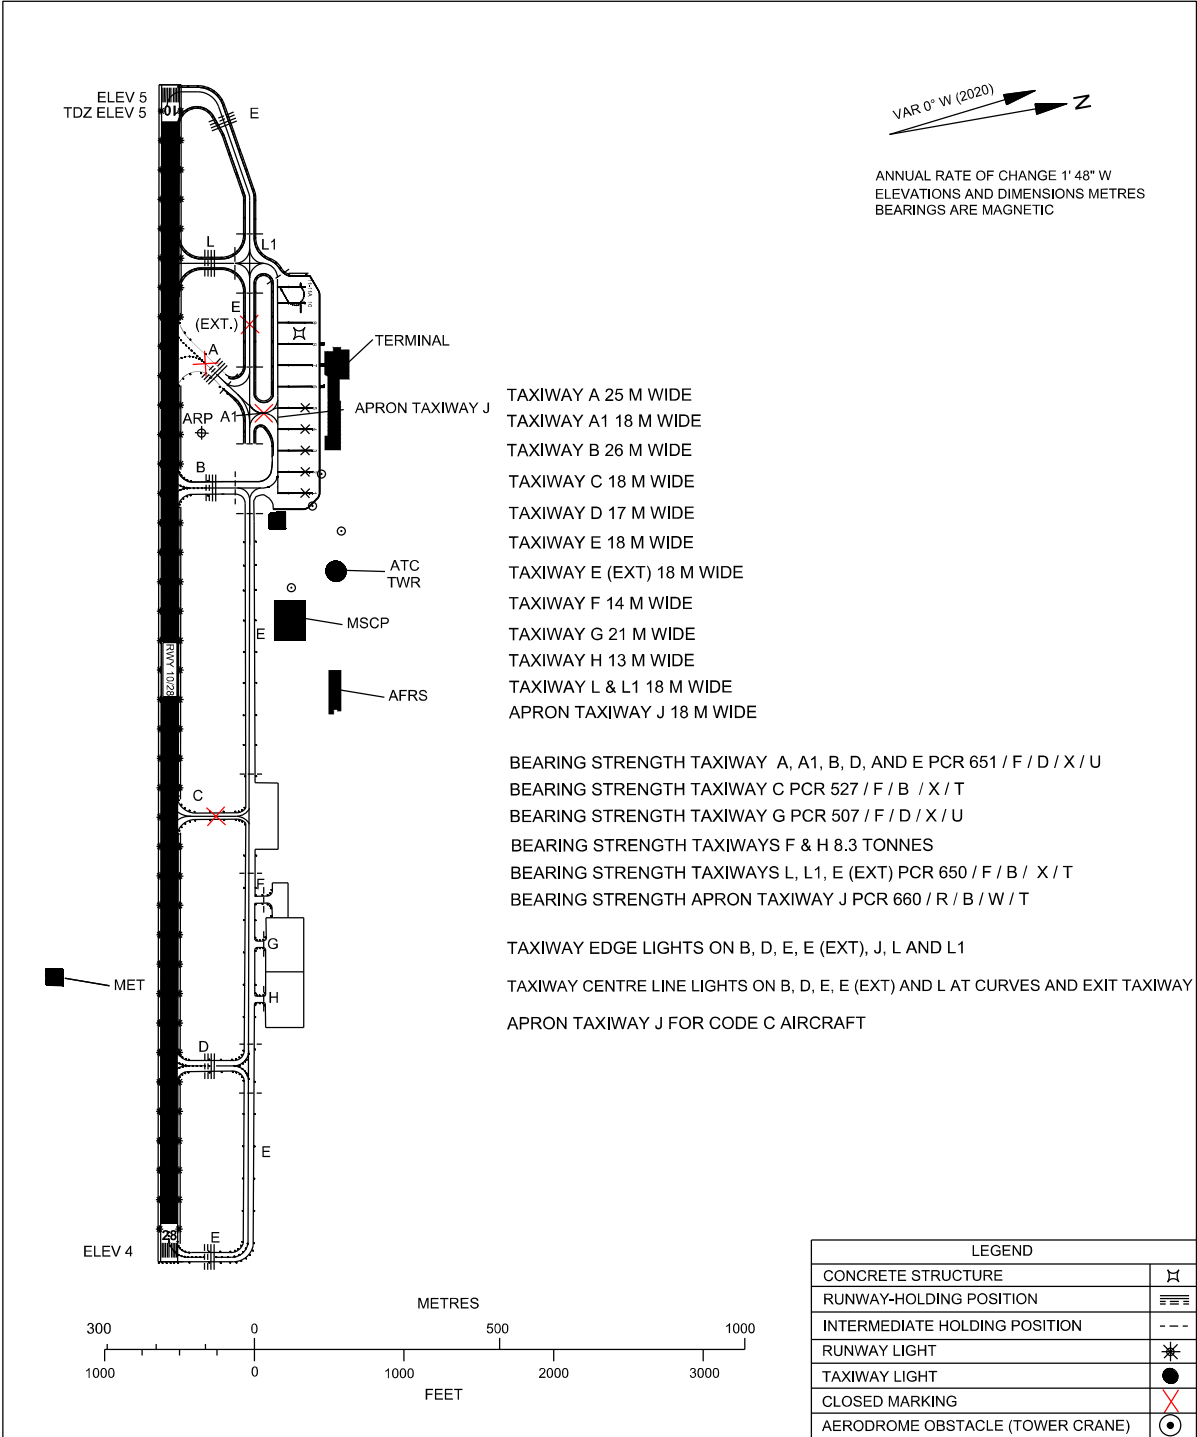 ELEV 5
TDZ ELEV 5
10
E
VAR 0° W (2020)
N
ANNUAL RATE OF CHANGE 1' 48" W
ELEVATIONS AND DIMENSIONS METRES
BEARINGS ARE MAGNETIC
L
L1
E
(EXT.)
A
TERMINAL
APRON TAXIWAY J
ARP
A1
B
TAXIWAY A 25 M WIDE
TAXIWAY A1 18 M WIDE
TAXIWAY B 26 M WIDE
TAXIWAY C 18 M WIDE
TAXIWAY D 17 M WIDE
TAXIWAY E 18 M WIDE
TAXIWAY E (EXT) 18 M WIDE
TAXIWAY F 14 M WIDE
TAXIWAY G 21 M WIDE
TAXIWAY H 13 M WIDE
TAXIWAY L & L1 18 M WIDE
APRON TAXIWAY J 18 M WIDE
ATC
TWR
MSCP
E
RWY 10/28
AFRS
BEARING STRENGTH TAXIWAY A, A1, B, D, AND E PCR 651 / F / D / X / U
BEARING STRENGTH TAXIWAY C PCR 527 / F / B / X / T
BEARING STRENGTH TAXIWAY G PCR 507 / F / D / X / U
BEARING STRENGTH TAXIWAYS F & H 8.3 TONNES
BEARING STRENGTH TAXIWAYS L, L1, E (EXT) PCR 650 / F / B / X / T
BEARING STRENGTH APRON TAXIWAY J PCR 660 / R / B / W / T
C
F
G
H
MET
TAXIWAY EDGE LIGHTS ON B, D, E, E (EXT), J, L AND L1
TAXIWAY CENTRE LINE LIGHTS ON B, D, E, E (EXT) AND L AT CURVES AND EXIT TAXIWAY
APRON TAXIWAY J FOR CODE C AIRCRAFT
D
E
28
E
ELEV 4
METRES
300 0 500 1000
1000 0 1000 2000 3000
FEET
LEGEND
CONCRETE STRUCTURE
RUNWAY-HOLDING POSITION
INTERMEDIATE HOLDING POSITION
RUNWAY LIGHT
TAXIWAY LIGHT
CLOSED MARKING
AERODROME OBSTACLE (TOWER CRANE)